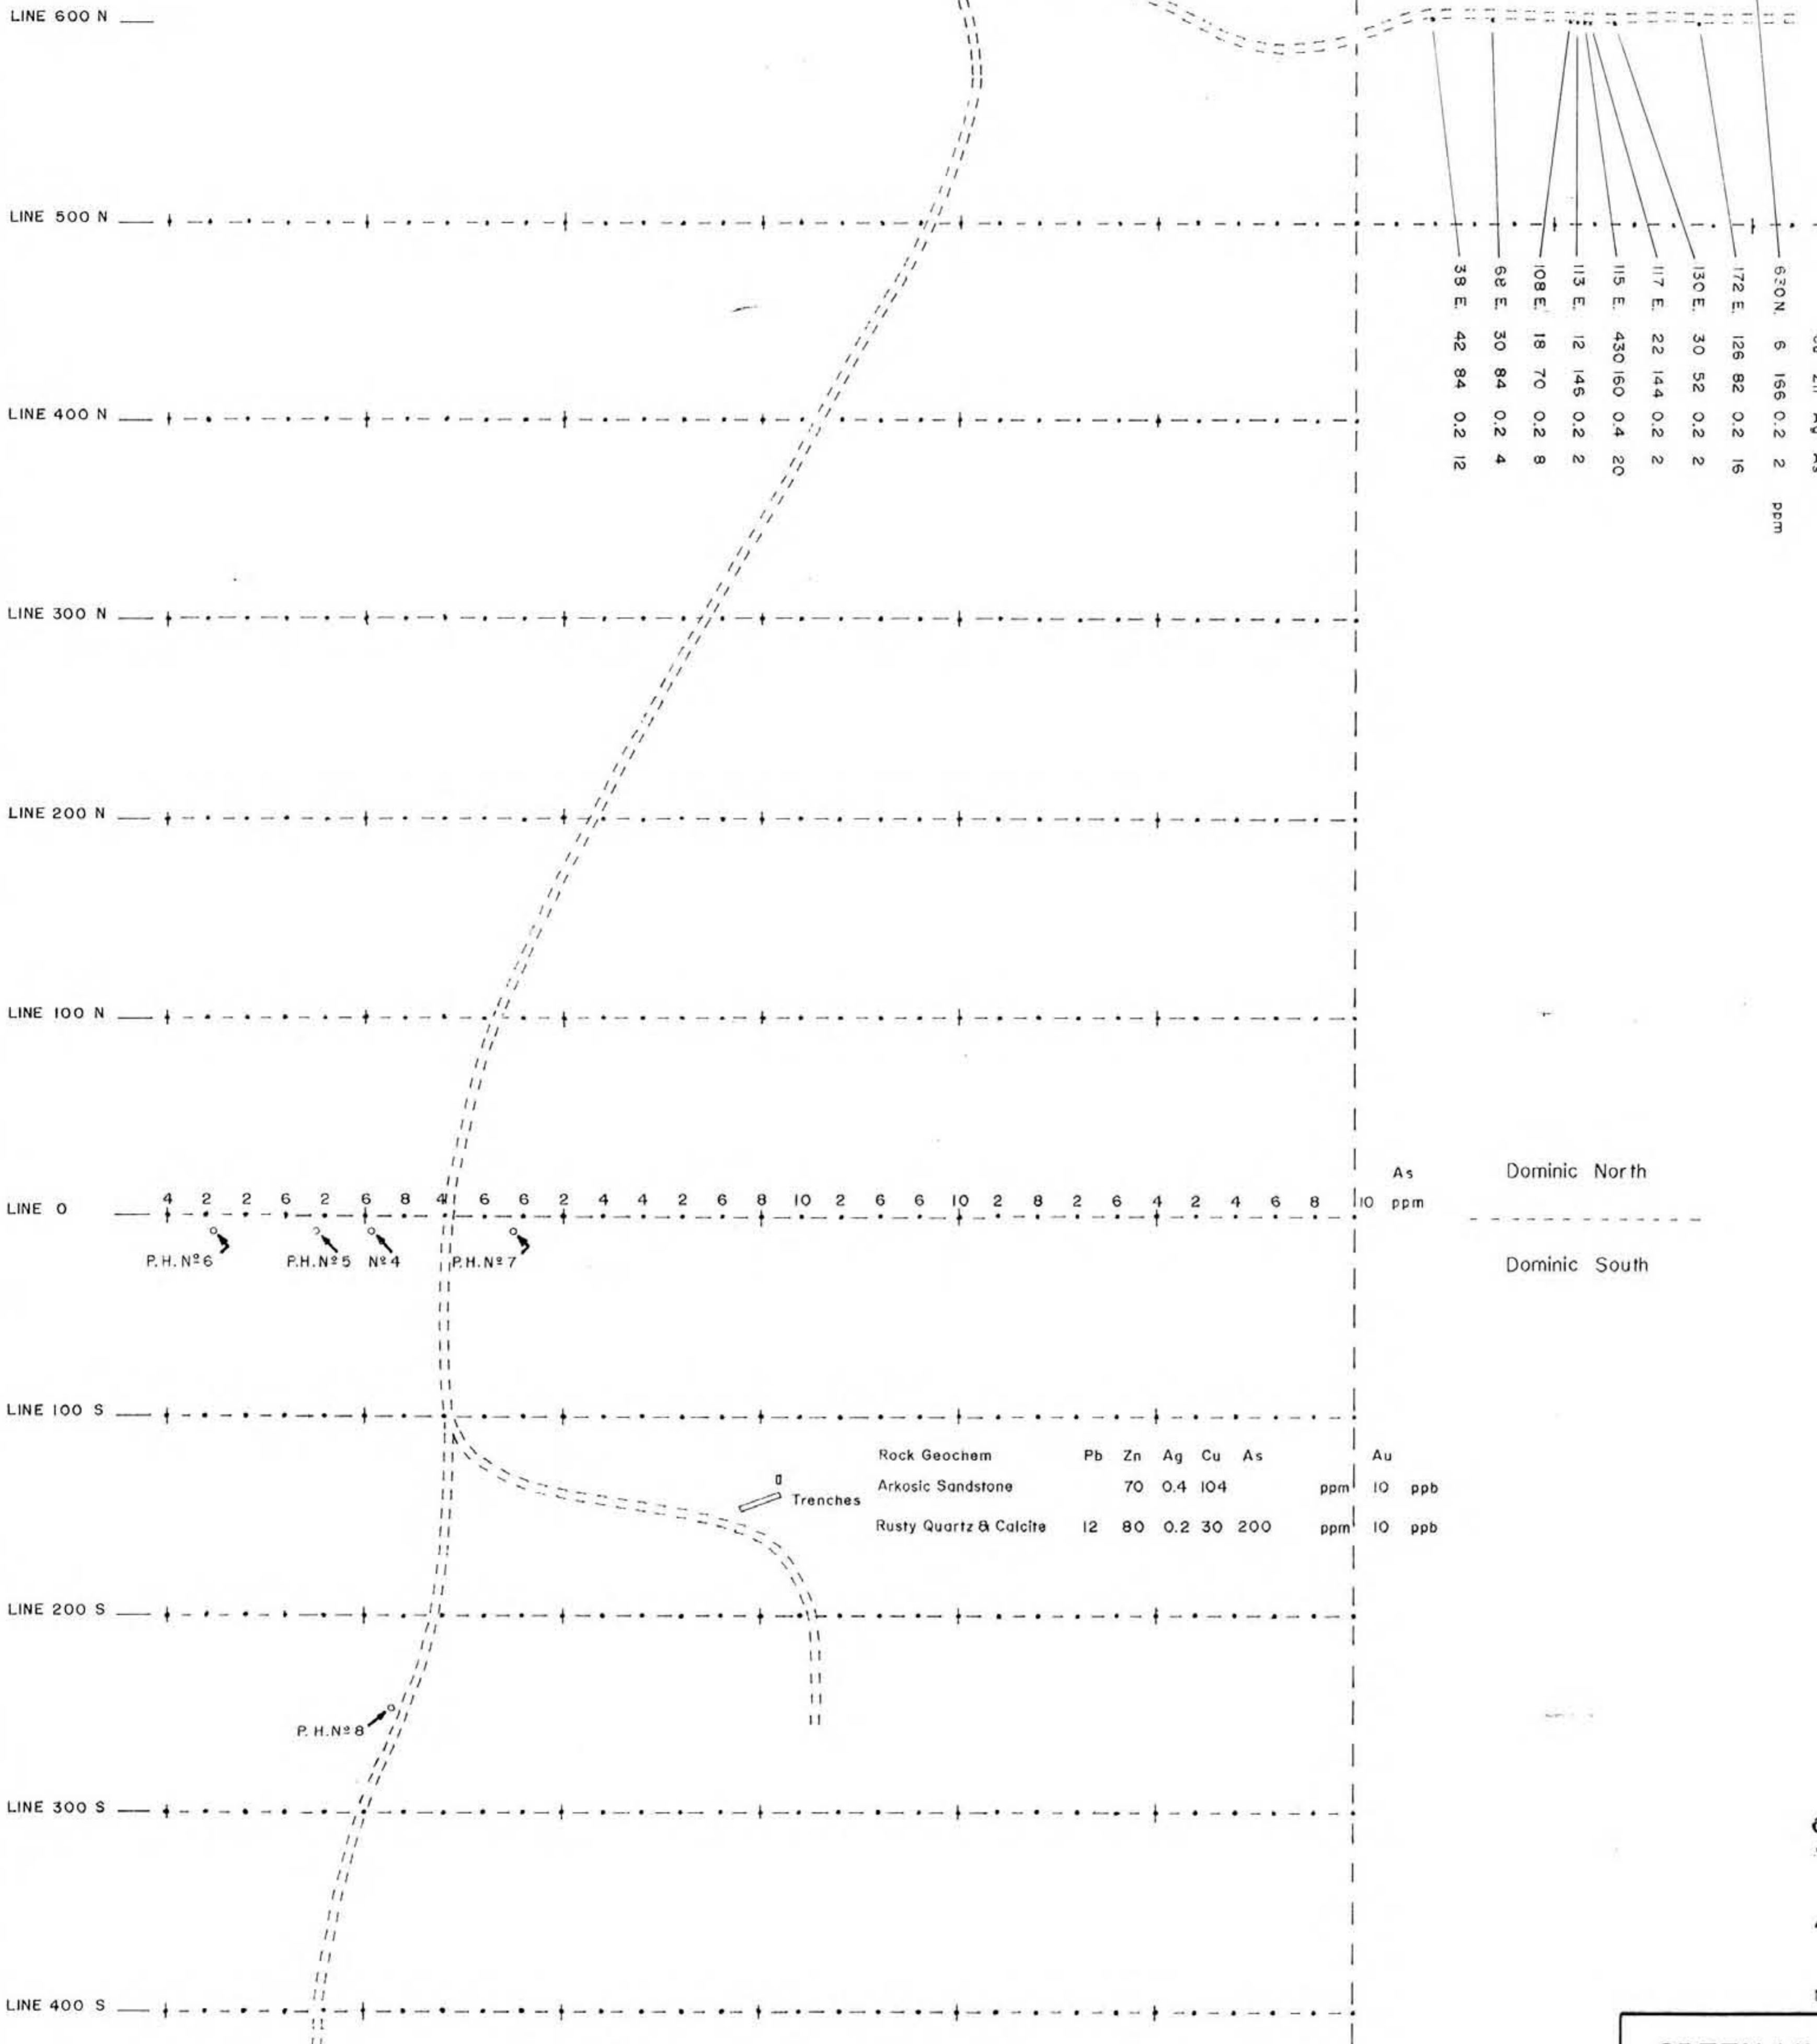 LINE 600 N
LINE 500 N
630 N. 6 166 0.2 2 ppm
172 E. 126 82 0.2 16
130 E. 30 52 0.2 2
117 E. 22 144 0.2 2
115 E. 430 160 0.4 20
113 E. 12 146 0.2 2
108 E. 18 70 0.2 8
68 E. 30 84 0.2 4
38 E. 42 84 0.2 12
LINE 400 N
LINE 300 N
LINE 200 N
LINE 100 N
As Dominic North
LINE 0 4 2 2 6 2 6 8 4 6 6 2 4 4 2 6 8 10 2 6 6 10 2 8 2 6 4 2 4 6 8 10 ppm
P.H. Nº 6 P.H. Nº 5 Nº 4 P.H. Nº 7 Dominic South
LINE 100 S
Rock Geochem Pb Zn Ag Cu As Au
Arkosic Sandstone 70 0.4 104 ppm 10 ppb
Trenches
Rusty Quartz & Calcite 12 80 0.2 30 200 ppm 10 ppb
LINE 200 S
P. H. Nº 8
LINE 300 S
LINE 400 S